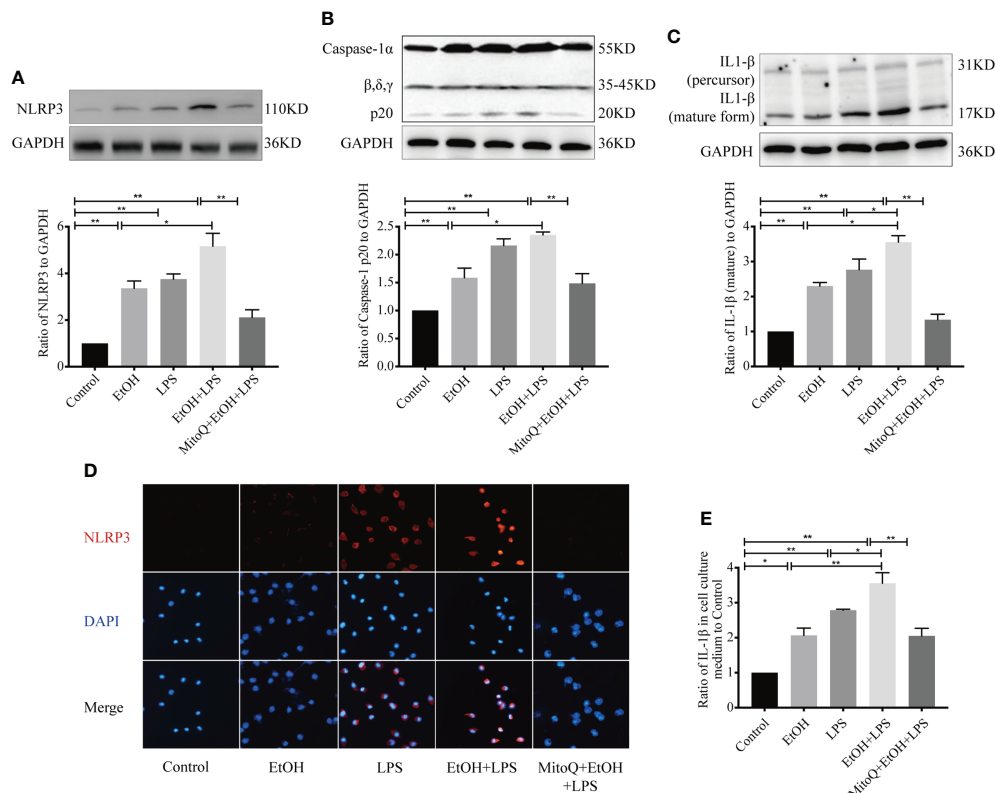 A
NLRP3
110KD
GAPDH
36KD
**
**
**
**
*
Ratio of NLRP3 to GAPDH
6
4
2
0
Control
EtOH
LPS
EtOH+LPS
MitoQ+EtOH+LPS
B
Caspase-1α
55KD
β,δ,γ
35-45KD
p20
20KD
GAPDH
36KD
**
**
**
**
*
Ratio of Caspase-1 p20 to GAPDH
2.5
2.0
1.5
1.0
0.5
0.0
Control
EtOH
LPS
EtOH+LPS
MitoQ+EtOH+LPS
C
IL1-β
(percursor)
31KD
IL1-β
(mature form)
17KD
GAPDH
36KD
**
**
**
*
**
*
Ratio of IL-1β (mature) to GAPDH
4
3
2
1
0
Control
EtOH
LPS
EtOH+LPS
MitoQ+EtOH+LPS
D
NLRP3
DAPI
Merge
Control
EtOH
LPS
EtOH+LPS
MitoQ+EtOH
+LPS
E
**
**
**
*
*
**
Ratio of IL-1β in cell culture
medium to Control
4
3
2
1
0
Control
EtOH
LPS
EtOH+LPS
MitoQ+EtOH+LPS